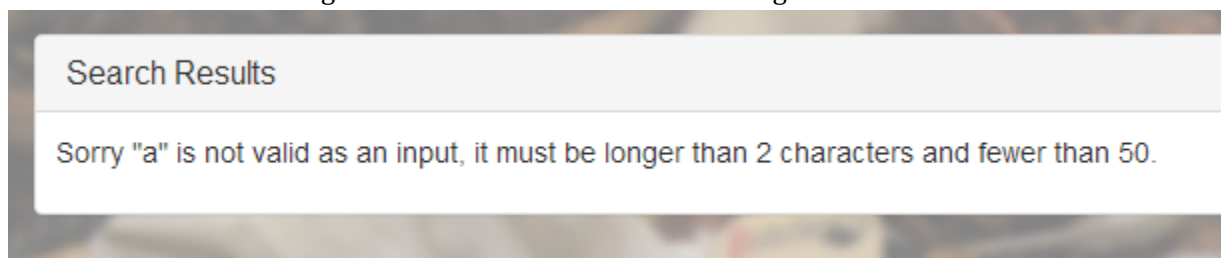 Search Results
Sorry "a" is not valid as an input, it must be longer than 2 characters and fewer than 50.